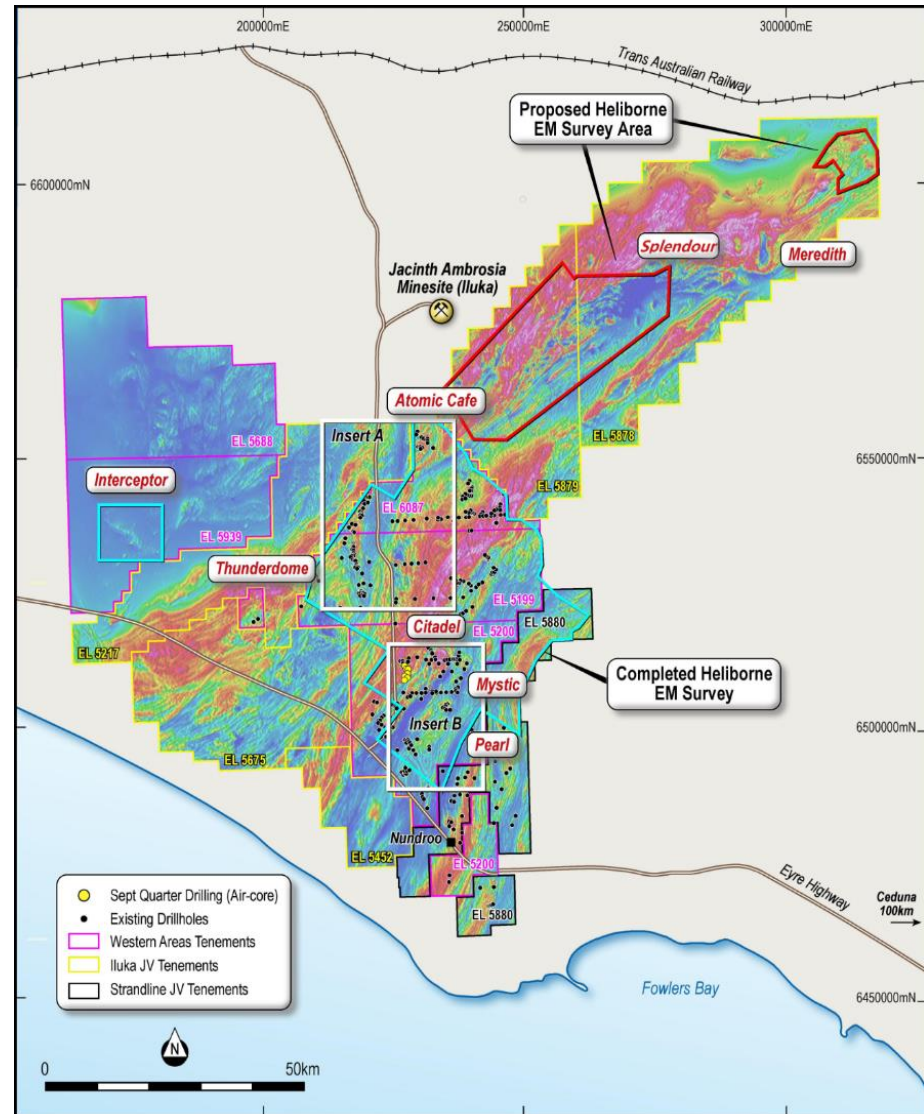 200000mE
250000mE
300000mE
Trans Australian Railway
Proposed Heliborne
EM Survey Area
6600000mN
Splendour
Meredith
Jacinth Ambrosia
Minesite (Iluka)
Atomic Cafe
EL 5878
Insert A
EL 5688
6550000mN
Interceptor
EL 5879
EL 6087
EL 5939
Thunderdome
EL 5199
EL 5880
Citadel
EL 5200
EL 5217
Completed Heliborne
EM Survey
Mystic
Insert B
6500000mN
Pearl
EL 5675
Nundroo
EL 5452
EL 5200
Eyre Highway
Ceduna
100km
EL 5880
Sept Quarter Drilling (Air-core)
Existing Drillholes
Western Areas Tenements
Iluka JV Tenements
Strandline JV Tenements
Fowlers Bay
6450000mN
N
0
50km